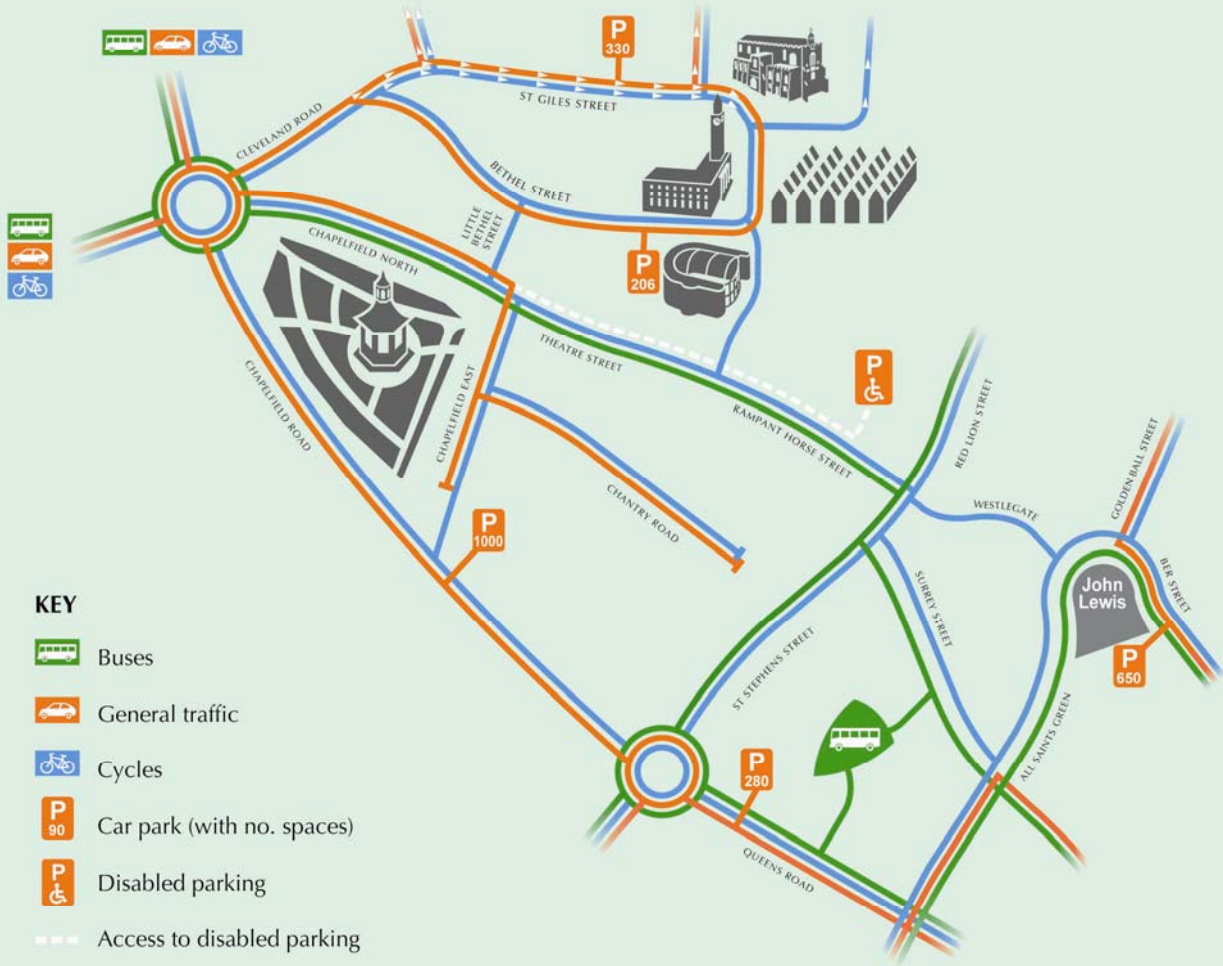 P
330
ST GILES STREET
CLEVELAND ROAD
BETHEL STREET
LITTLE
BETHEL
STREET
P
206
CHAPELFIELD NORTH
THEATRE STREET
P
RAMPANT HORSE STREET
RED LION STREET
CHAPELFIELD ROAD
CHAPELFIELD EAST
CHANTRY ROAD
P
1000
WESTLEGATE
GOLDEN BALL STREET
BER STREET
John
Lewis
P
650
SURREY STREET
ST STEPHENS STREET
ALL SAINTS GREEN
P
280
QUEENS ROAD
KEY
Buses
General traffic
Cycles
P
90
Car park (with no. spaces)
P
Disabled parking
Access to disabled parking